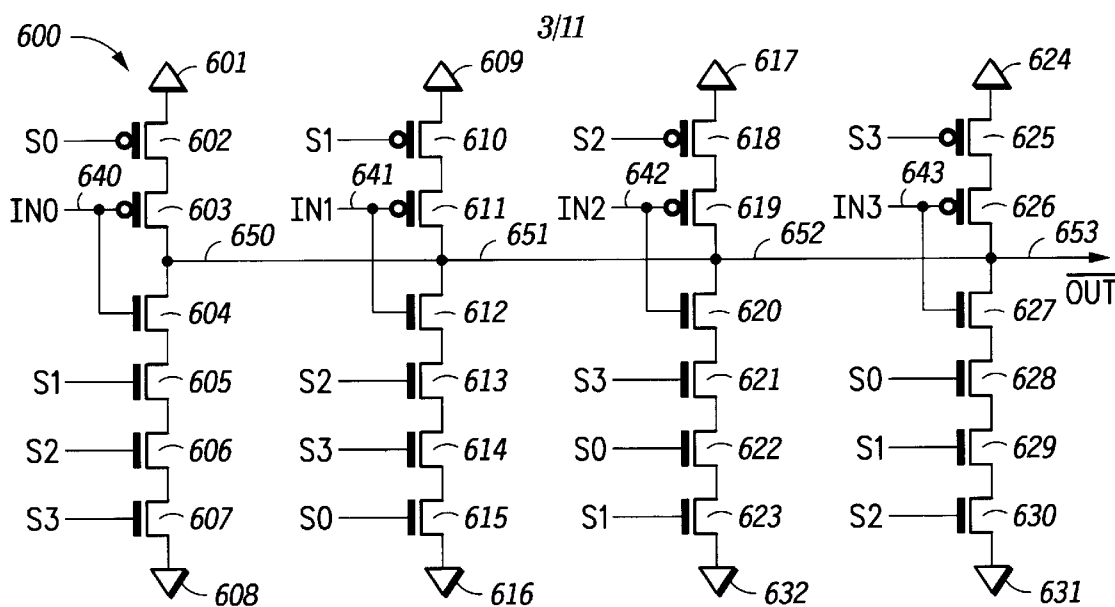 3/11
600
601 609 617 624
S0 602 S1 610 S2 618 S3 625
640 641 642 643
IN0 603 IN1 611 IN2 619 IN3 626
650 651 652 653
OUT
604 612 620 627
S1 605 S2 613 S3 621 S0 628
S2 606 S3 614 S0 622 S1 629
S3 607 S0 615 S1 623 S2 630
608 616 632 631